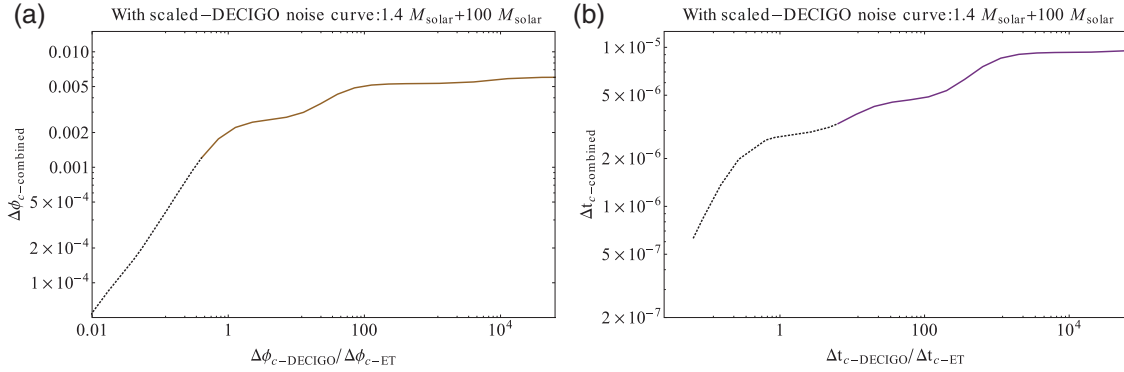 (a)
With scaled−DECIGO noise curve:1.4 M_solar+100 M_solar
0.010
0.005
0.002
0.001
5×10^−4
2×10^−4
1×10^−4
Δϕ_c−combined
0.01 1 100 10^4
Δϕ_c−DECIGO/Δϕ_c−ET
(b)
With scaled−DECIGO noise curve:1.4 M_solar+100 M_solar
1×10^−5
5×10^−6
2×10^−6
1×10^−6
5×10^−7
2×10^−7
Δt_c−combined
1 100 10^4
Δt_c−DECIGO/Δt_c−ET